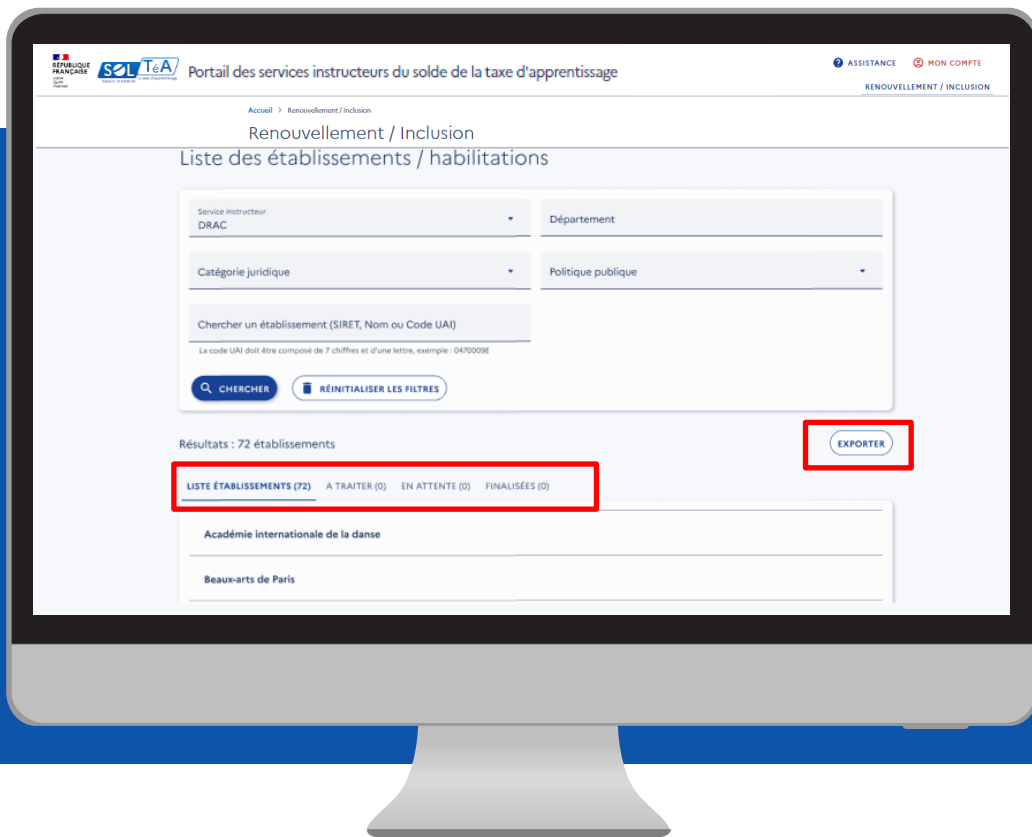 RÉPUBLIQUE
FRANÇAISE
SOLTéA
Portail des services instructeurs du solde de la taxe d'apprentissage
ASSISTANCE
MON COMPTE
RENOUVELLEMENT / INCLUSION
Accueil > Renouvellement / Inclusion
Renouvellement / Inclusion
Liste des établissements / habilitations
Service instructeur
DRAC
Département
Catégorie juridique
Politique publique
Chercher un établissement (SIRET, Nom ou Code UAI)
Le code UAI doit être composé de 7 chiffres et d'une lettre, exemple : 0470009E
CHERCHER
RÉINITIALISER LES FILTRES
Résultats : 72 établissements
EXPORTER
LISTE ÉTABLISSEMENTS (72) A TRAITER (0) EN ATTENTE (0) FINALISÉES (0)
Académie internationale de la danse
Beaux-arts de Paris